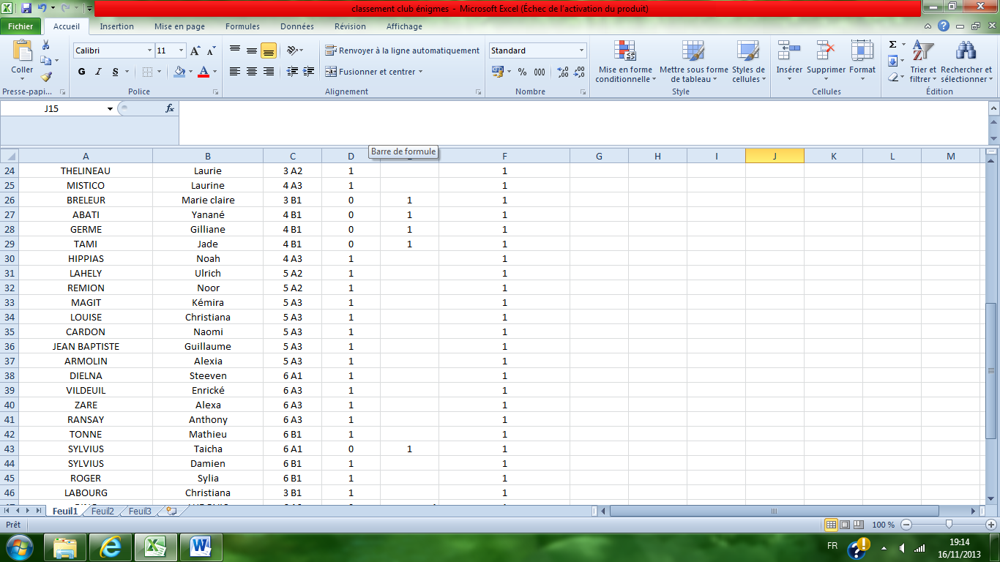 classement club énigmes - Microsoft Excel (Échec de l'activation du produit)
Fichier Accueil Insertion Mise en page Formules Données Révision Affichage
Coller Calibri 11 Renvoyer à la ligne automatiquement Standard
G I S Fusionner et centrer % 000
Mise en forme conditionnelle Mettre sous forme de tableau Styles de cellules Insérer Supprimer Format Trier et filtrer Rechercher et sélectionner
Presse-papi... Police Alignement Nombre Style Cellules Édition
J15 fx
Barre de formule
A B C D F G H I J K L M
24 THELINEAU Laurie 3 A2 1 1
25 MISTICO Laurine 4 A3 1 1
26 BRELEUR Marie claire 3 B1 0 1 1
27 ABATI Yanané 4 B1 0 1 1
28 GERME Gilliane 4 B1 0 1 1
29 TAMI Jade 4 B1 0 1 1
30 HIPPIAS Noah 4 A3 1 1
31 LAHELY Ulrich 5 A2 1 1
32 REMION Noor 5 A2 1 1
33 MAGIT Kémira 5 A3 1 1
34 LOUISE Christiana 5 A3 1 1
35 CARDON Naomi 5 A3 1 1
36 JEAN BAPTISTE Guillaume 5 A3 1 1
37 ARMOLIN Alexia 5 A3 1 1
38 DIELNA Steeven 6 A1 1 1
39 VILDEUIL Enrické 6 A3 1 1
40 ZARE Alexa 6 A3 1 1
41 RANSAY Anthony 6 A3 1 1
42 TONNE Mathieu 6 B1 1 1
43 SYLVIUS Taicha 6 A1 0 1 1
44 SYLVIUS Damien 6 B1 1 1
45 ROGER Sylia 6 B1 1 1
46 LABOURG Christiana 3 B1 1 1
Feuil1 Feuil2 Feuil3
Prêt 100 %
FR 19:14
16/11/2013